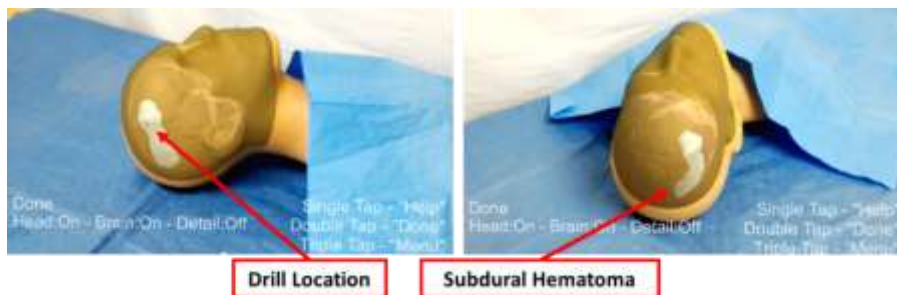 Done
Head:On - Brain:On - Detail:Off
Single Tap - "Help"
Double Tap - "Done"
Triple Tap - "Menu"
Done
Head:On - Brain:On - Detail:Off
Single Tap - "Help"
Double Tap - "Done"
Triple Tap - "Menu"
Drill Location
Subdural Hematoma